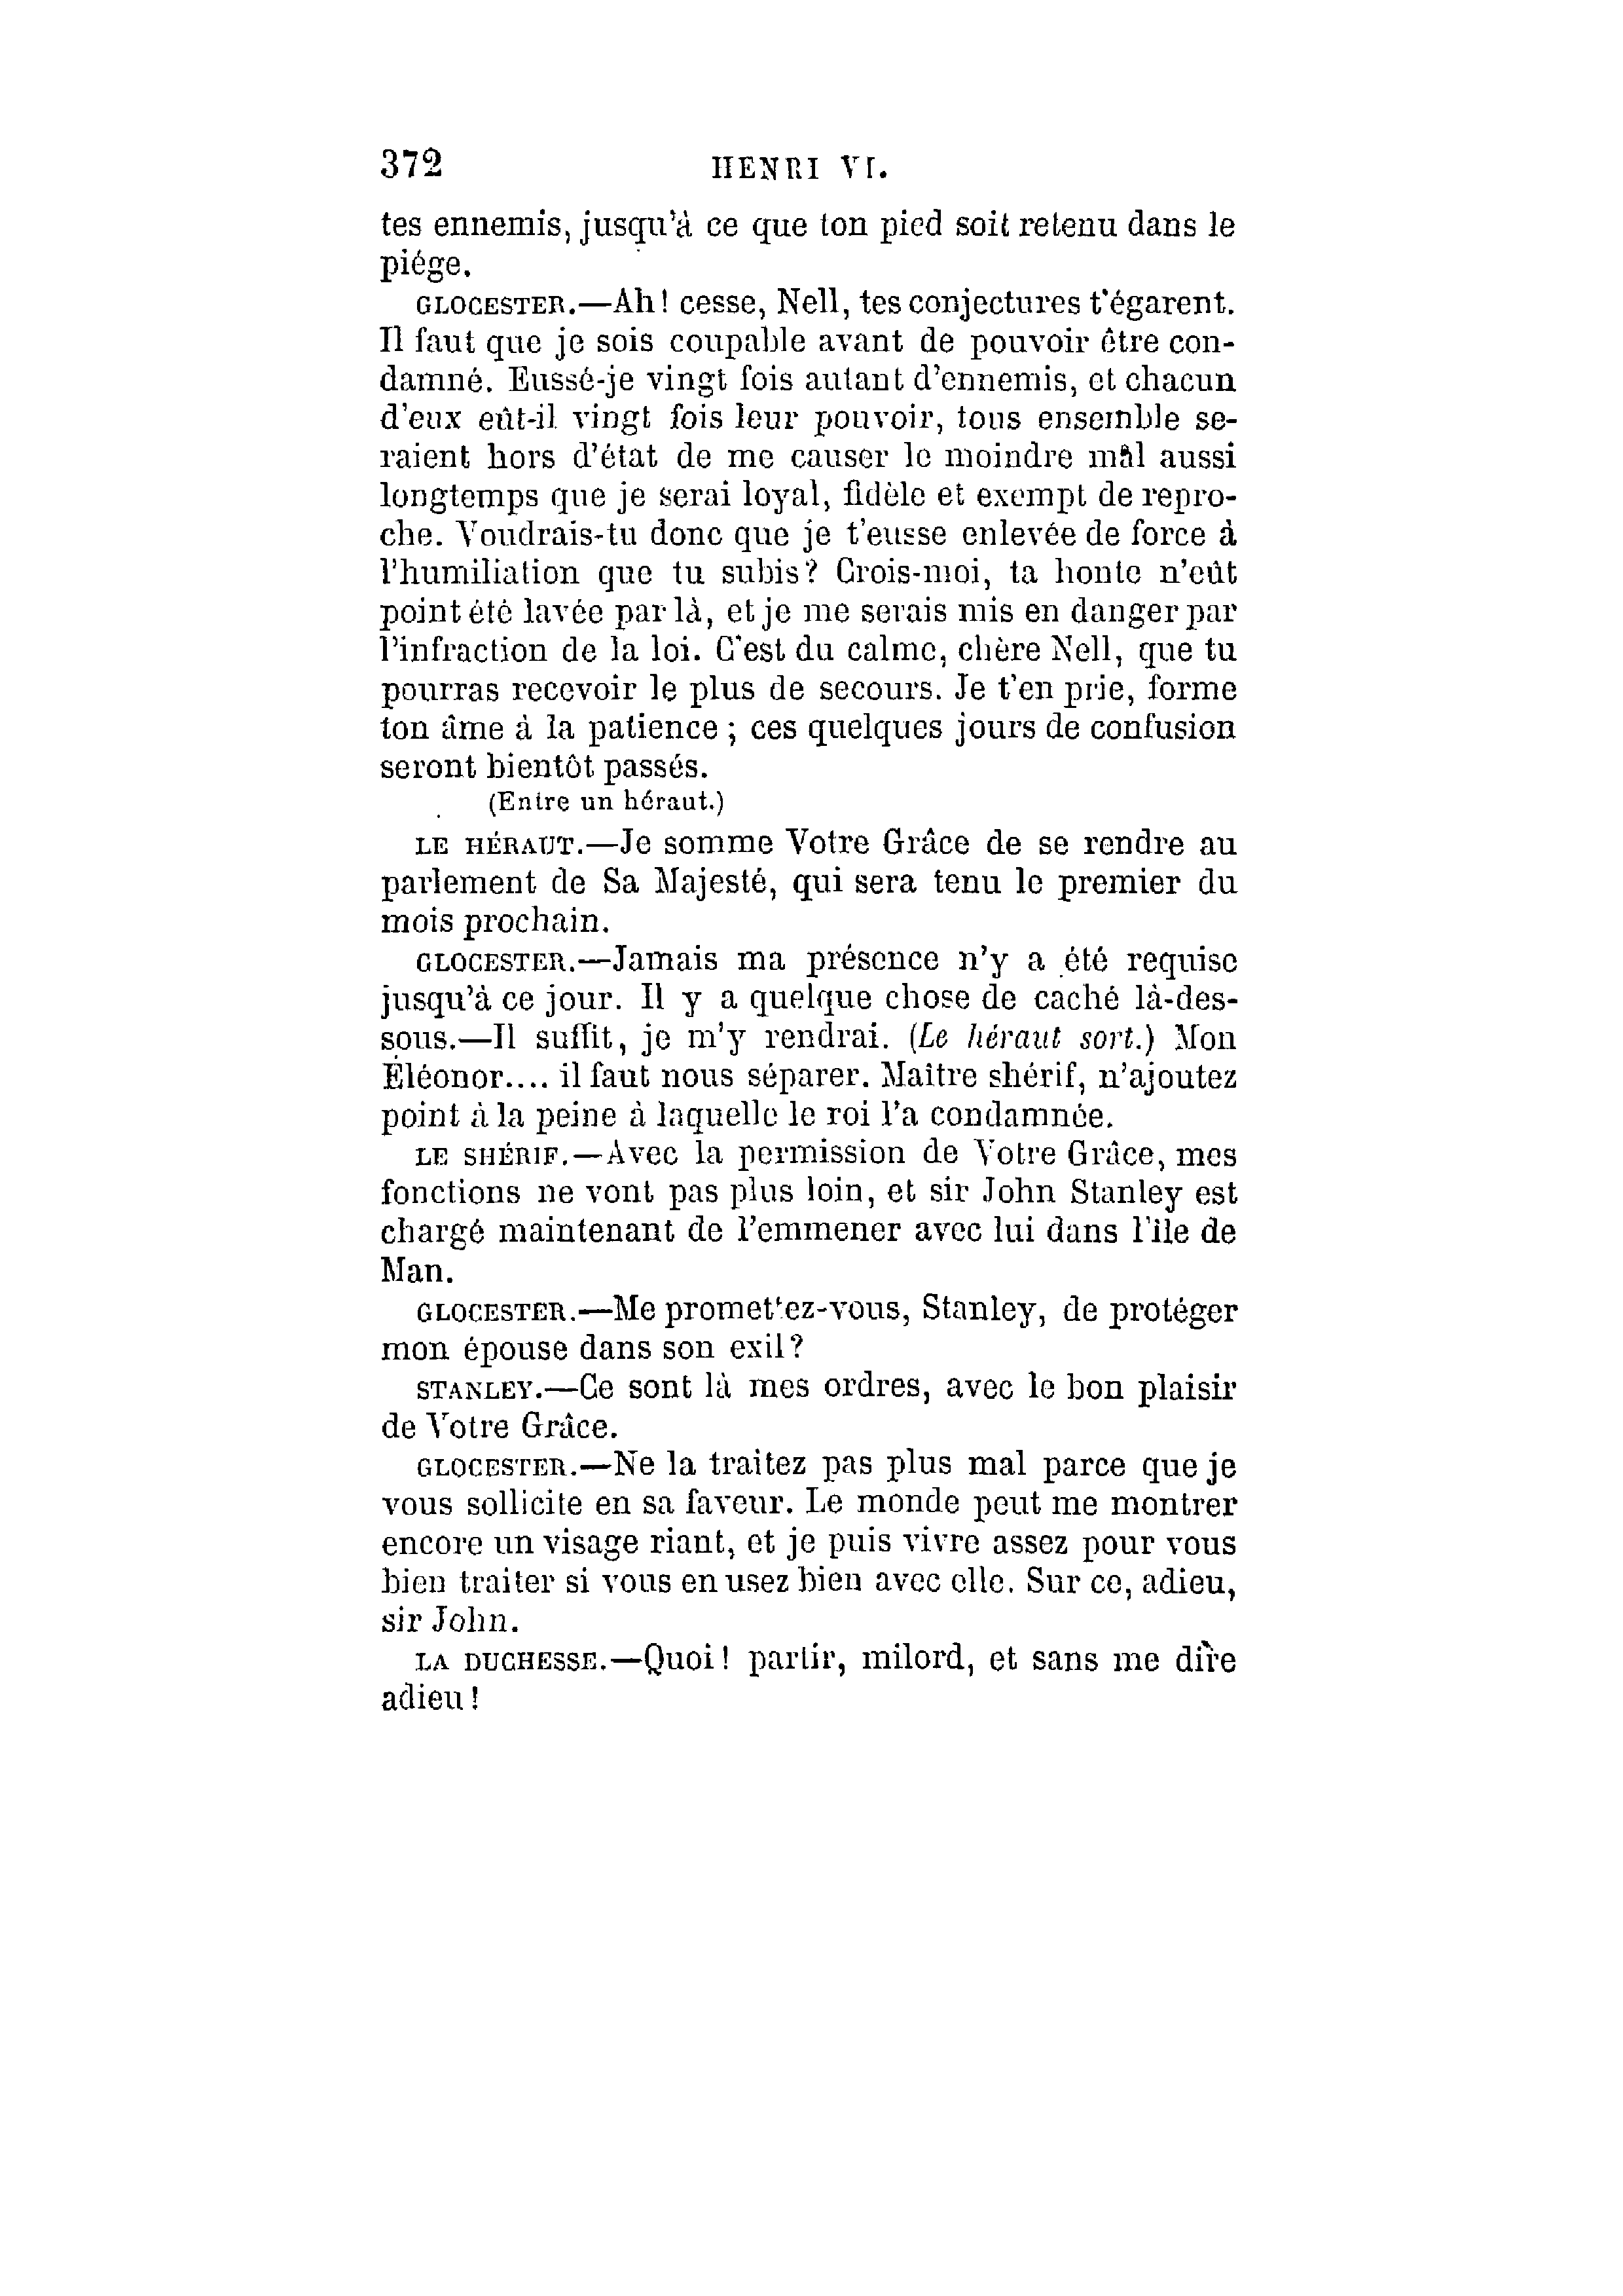 372 HENRI VI.
tes ennemis, jusqu'à ce que ton pied soit retenu dans le
piége.
GLOCESTER.—Ah! cesse, Nell, tes conjectures t'égarent.
Il faut que je sois coupable avant de pouvoir être con-
damné. Eussé-je vingt fois autant d'ennemis, et chacun
d'eux eût-il vingt fois leur pouvoir, tous ensemble se-
raient hors d'état de me causer le moindre mal aussi
longtemps que je serai loyal, fidèle et exempt de repro-
che. Voudrais-tu donc que je t'eusse enlevée de force à
l'humiliation que tu subis? Crois-moi, ta honte n'eût
point été lavée par là, et je me serais mis en danger par
l'infraction de la loi. C'est du calme, chère Nell, que tu
pourras recevoir le plus de secours. Je t'en prie, forme
ton âme à la patience ; ces quelques jours de confusion
seront bientôt passés.
(Entre un héraut.)
LE HÉRAUT.—Je somme Votre Grâce de se rendre au
parlement de Sa Majesté, qui sera tenu le premier du
mois prochain.
GLOCESTER.—Jamais ma présence n'y a été requise
jusqu'à ce jour. Il y a quelque chose de caché là-des-
sous.—Il suffit, je m'y rendrai. (Le héraut sort.) Mon
Éléonor.... il faut nous séparer. Maître shérif, n'ajoutez
point à la peine à laquelle le roi l'a condamnée.
LE SHÉRIF.—Avec la permission de Votre Grâce, mes
fonctions ne vont pas plus loin, et sir John Stanley est
chargé maintenant de l'emmener avec lui dans l'île de
Man.
GLOCESTER.—Me promettez-vous, Stanley, de protéger
mon épouse dans son exil?
STANLEY.—Ce sont là mes ordres, avec le bon plaisir
de Votre Grâce.
GLOCESTER.—Ne la traitez pas plus mal parce que je
vous sollicite en sa faveur. Le monde peut me montrer
encore un visage riant, et je puis vivre assez pour vous
bien traiter si vous en usez bien avec elle. Sur ce, adieu,
sir John.
LA DUCHESSE.—Quoi! partir, milord, et sans me dire
adieu!